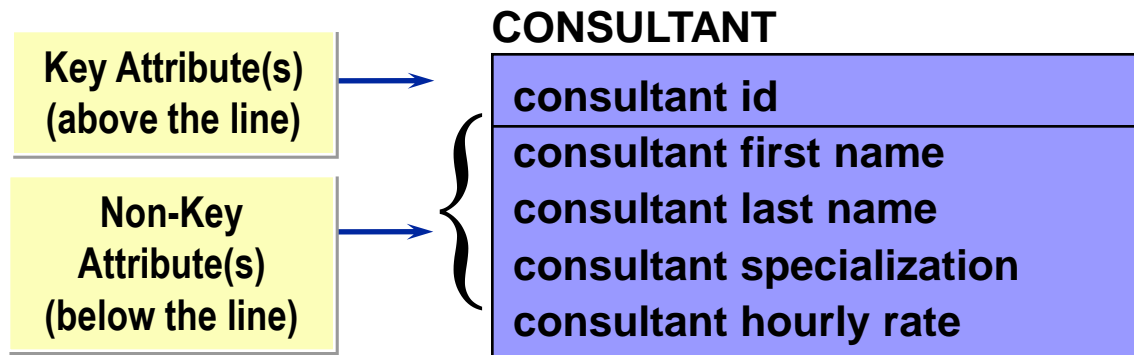 CONSULTANT
Key Attribute(s)
(above the line)
consultant id
consultant first name
Non-Key
Attribute(s)
(below the line)
consultant last name
consultant specialization
consultant hourly rate